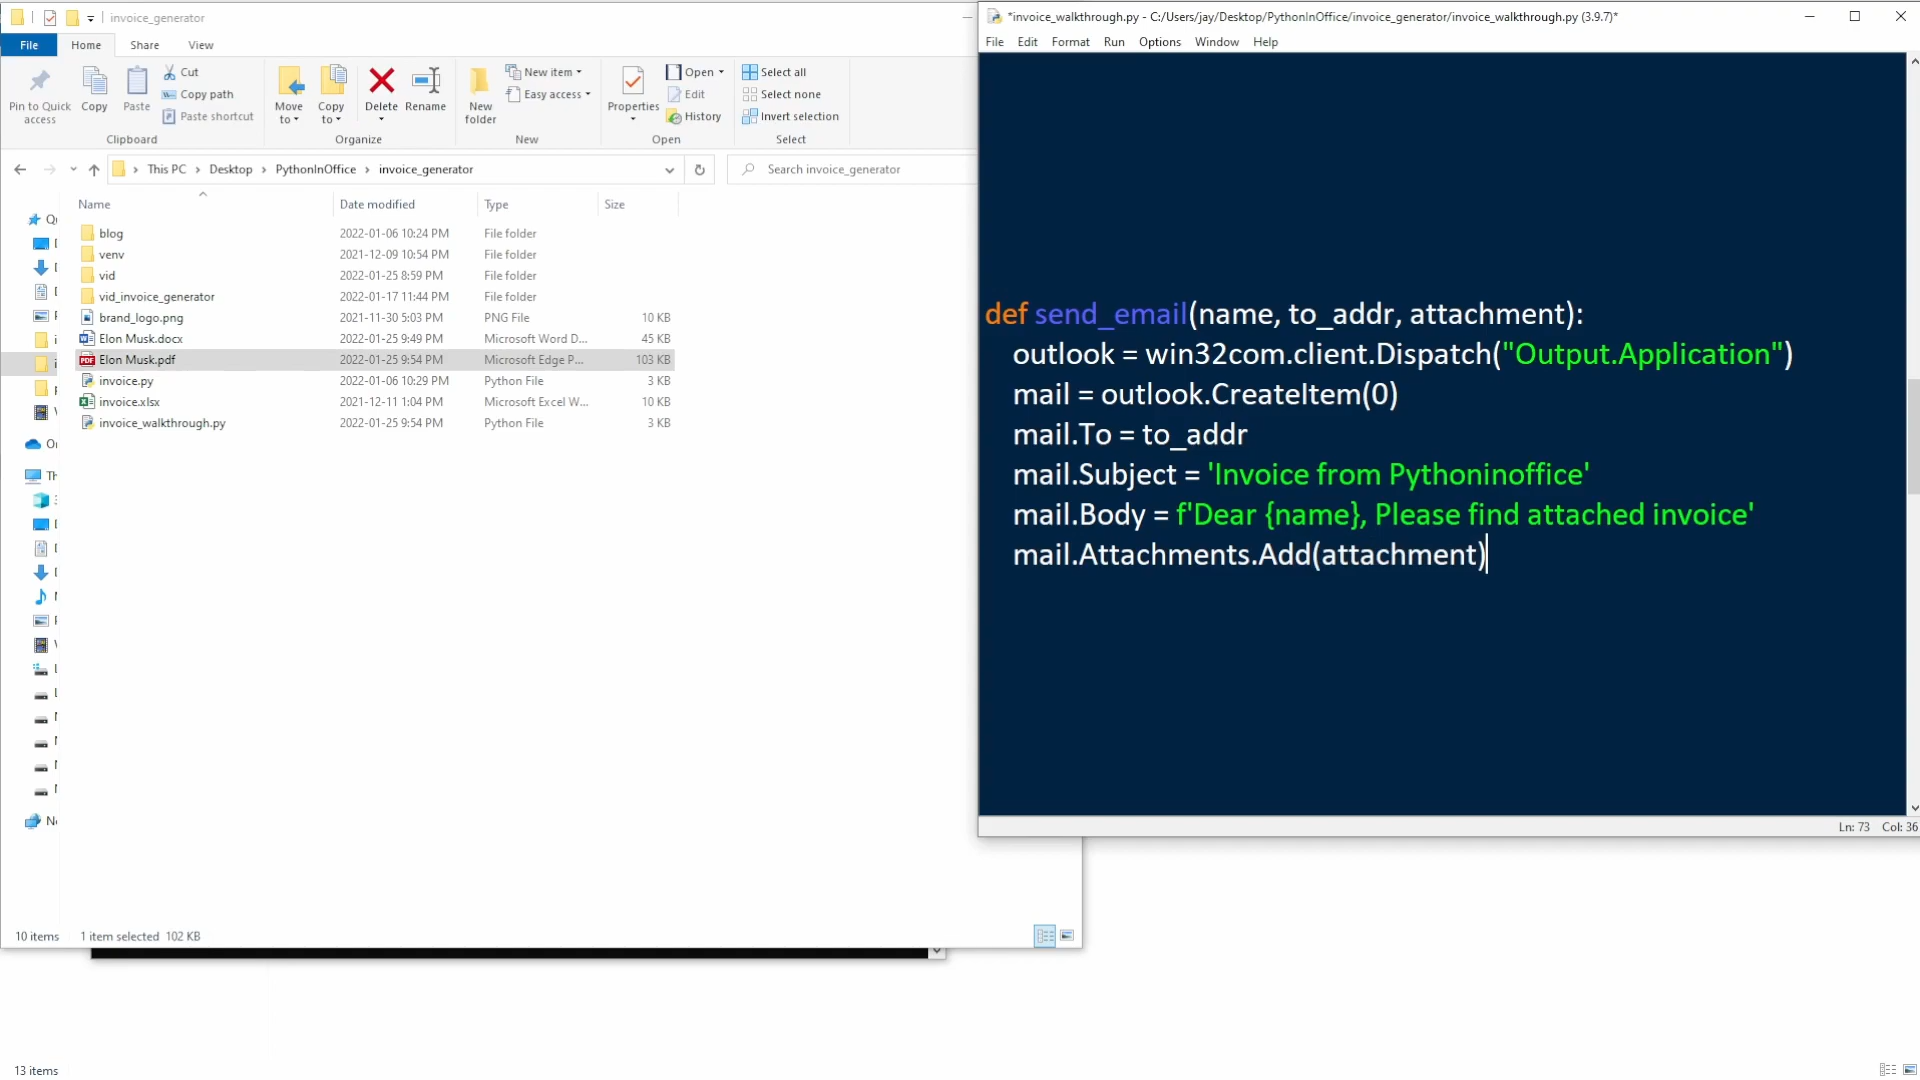 invoice_generator
File Home Share View
Pin to Quick access
Copy
Paste
Cut
Copy path
Paste shortcut
Clipboard
Move to
Copy to
Delete
Rename
Organize
New folder
New item
Easy access
New
Properties
Open
Edit
History
Open
Select all
Select none
Invert selection
Select
This PC > Desktop > PythonInOffice > invoice_generator
Search invoice_generator
Name Date modified Type Size
blog 2022-01-06 10:24 PM File folder
venv 2021-12-09 10:54 PM File folder
vid 2022-01-25 8:59 PM File folder
vid_invoice_generator 2022-01-17 11:44 PM File folder
brand_logo.png 2021-11-30 5:03 PM PNG File 10 KB
Elon Musk.docx 2022-01-25 9:49 PM Microsoft Word D... 45 KB
Elon Musk.pdf 2022-01-25 9:54 PM Microsoft Edge P... 103 KB
invoice.py 2022-01-06 10:29 PM Python File 3 KB
invoice.xlsx 2021-12-11 1:04 PM Microsoft Excel W... 10 KB
invoice_walkthrough.py 2022-01-25 9:54 PM Python File 3 KB
10 items 1 item selected 102 KB
13 items
*invoice_walkthrough.py - C:/Users/jay/Desktop/PythonInOffice/invoice_generator/invoice_walkthrough.py (3.9.7)*
File Edit Format Run Options Window Help
def send_email(name, to_addr, attachment):
outlook = win32com.client.Dispatch("Output.Application")
mail = outlook.CreateItem(0)
mail.To = to_addr
mail.Subject = 'Invoice from Pythoninoffice'
mail.Body = f'Dear {name}, Please find attached invoice'
mail.Attachments.Add(attachment)
Ln: 73 Col: 36